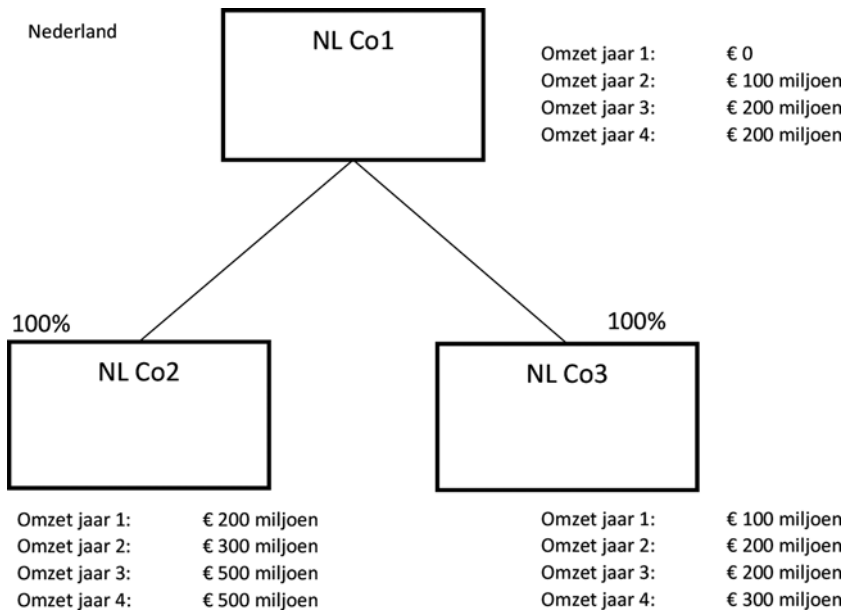 Nederland
NL Co1
Omzet jaar 1: € 0
Omzet jaar 2: € 100 miljoen
Omzet jaar 3: € 200 miljoen
Omzet jaar 4: € 200 miljoen
100%
100%
NL Co2
NL Co3
Omzet jaar 1: € 200 miljoen
Omzet jaar 2: € 300 miljoen
Omzet jaar 3: € 500 miljoen
Omzet jaar 4: € 500 miljoen
Omzet jaar 1: € 100 miljoen
Omzet jaar 2: € 200 miljoen
Omzet jaar 3: € 200 miljoen
Omzet jaar 4: € 300 miljoen